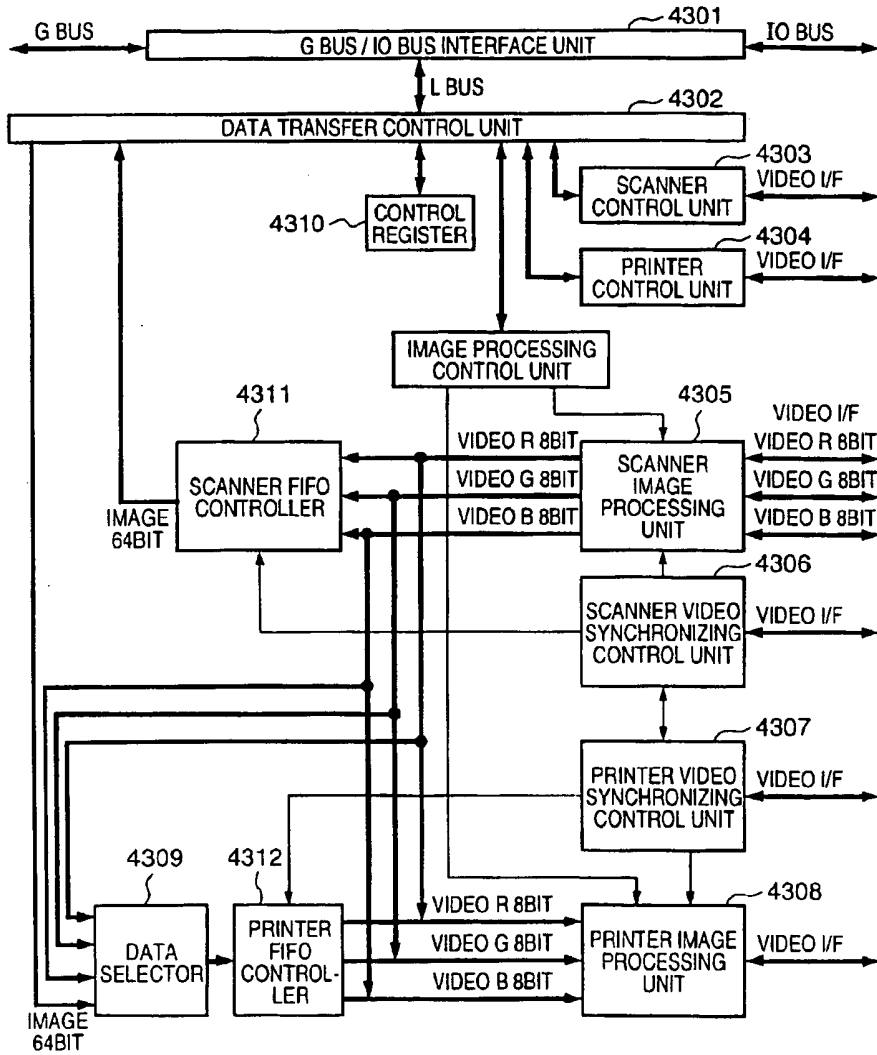 4301
G BUS
G BUS / IO BUS INTERFACE UNIT
IO BUS
L BUS
4302
DATA TRANSFER CONTROL UNIT
4303
SCANNER
CONTROL UNIT
VIDEO I/F
4310
CONTROL
REGISTER
4304
PRINTER
CONTROL UNIT
VIDEO I/F
IMAGE PROCESSING
CONTROL UNIT
4311
SCANNER FIFO
CONTROLLER
IMAGE
64BIT
VIDEO R 8BIT
VIDEO G 8BIT
VIDEO B 8BIT
4305
SCANNER
IMAGE
PROCESSING
UNIT
VIDEO I/F
VIDEO R 8BIT
VIDEO G 8BIT
VIDEO B 8BIT
4306
SCANNER VIDEO
SYNCHRONIZING
CONTROL UNIT
VIDEO I/F
4307
PRINTER VIDEO
SYNCHRONIZING
CONTROL UNIT
VIDEO I/F
4309
DATA
SELECTOR
IMAGE
64BIT
4312
PRINTER
FIFO
CONTROL-
LER
VIDEO R 8BIT
VIDEO G 8BIT
VIDEO B 8BIT
4308
PRINTER IMAGE
PROCESSING
UNIT
VIDEO I/F